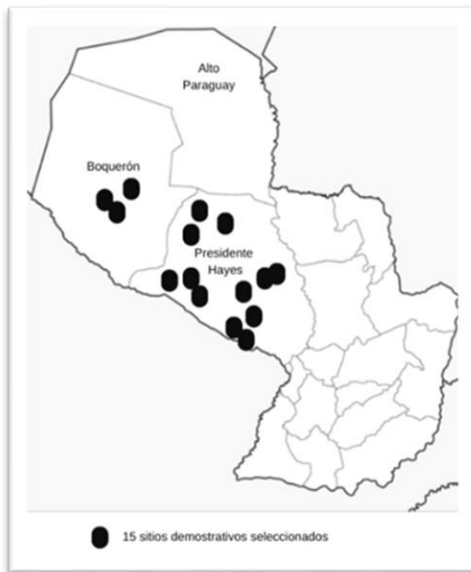 Alto
Paraguay
Boquerón
Presidente
Hayes
15 sitios demostrativos seleccionados